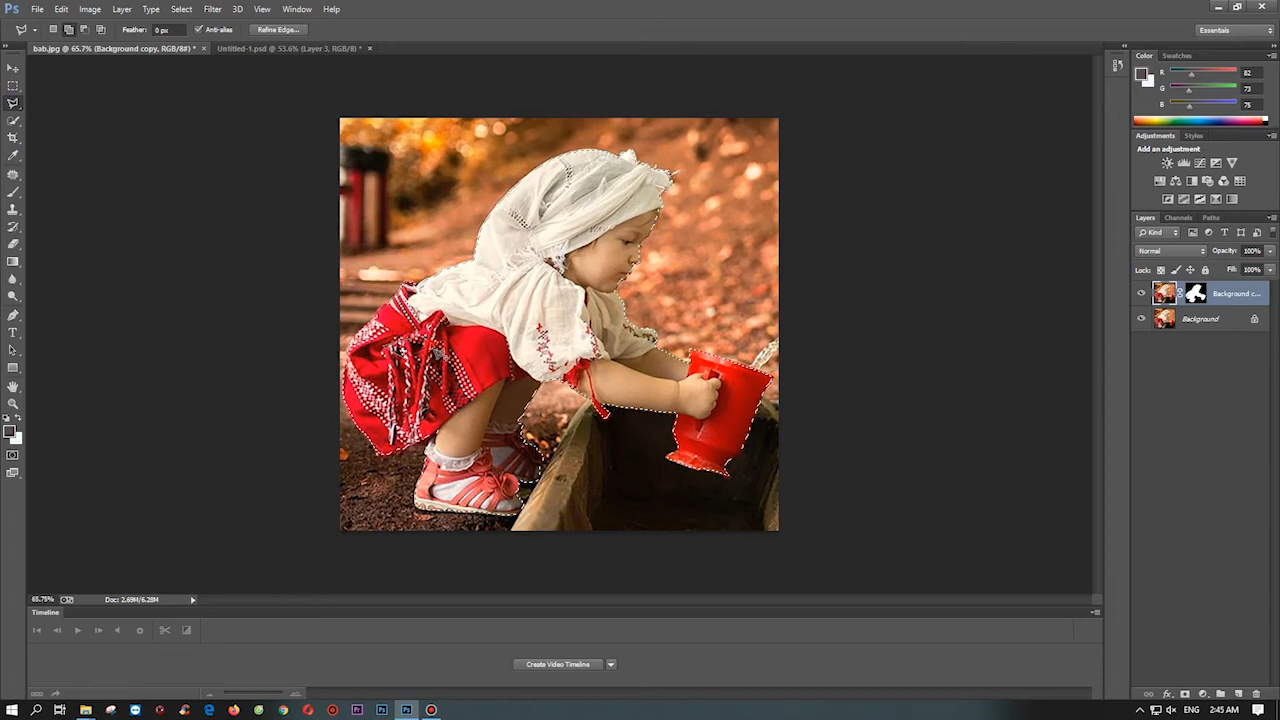 Ps File Edit Image Layer Type Select Filter 3D View Window Help
Feather: 0 px Anti-alias Refine Edge... Essentials
bab.jpg @ 65.7% (Background copy, RGB/8#) * × Untitled-1.psd @ 53.6% (Layer 3, RGB/8) * ×
Color Swatches
R 82
G 73
B 75
Adjustments Styles
Add an adjustment
Layers Channels Paths
Kind
Normal Opacity: 100%
Lock: Fill: 100%
Background c...
Background
65.75% Doc: 2.69M/6.28M
Timeline
Create Video Timeline
Pr Ps Ps ENG 2:45 AM